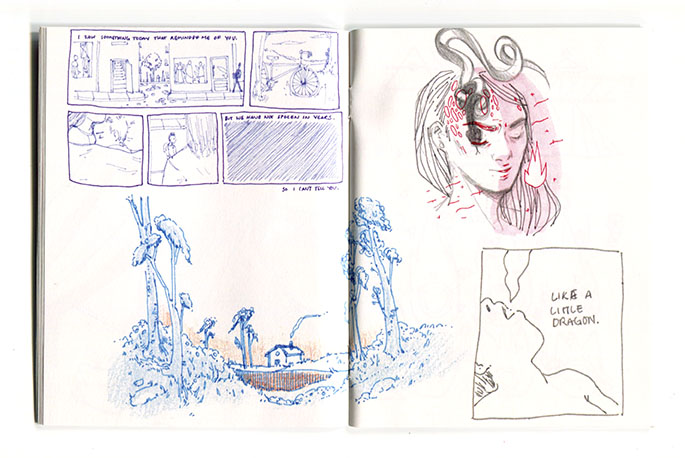 I SAW SOMETHING TODAY THAT REMINDED ME OF YOU.
BUT WE HAVE NOT SPOKEN IN YEARS.
SO I CAN'T TELL YOU.
LIKE A
LITTLE
DRAGON.